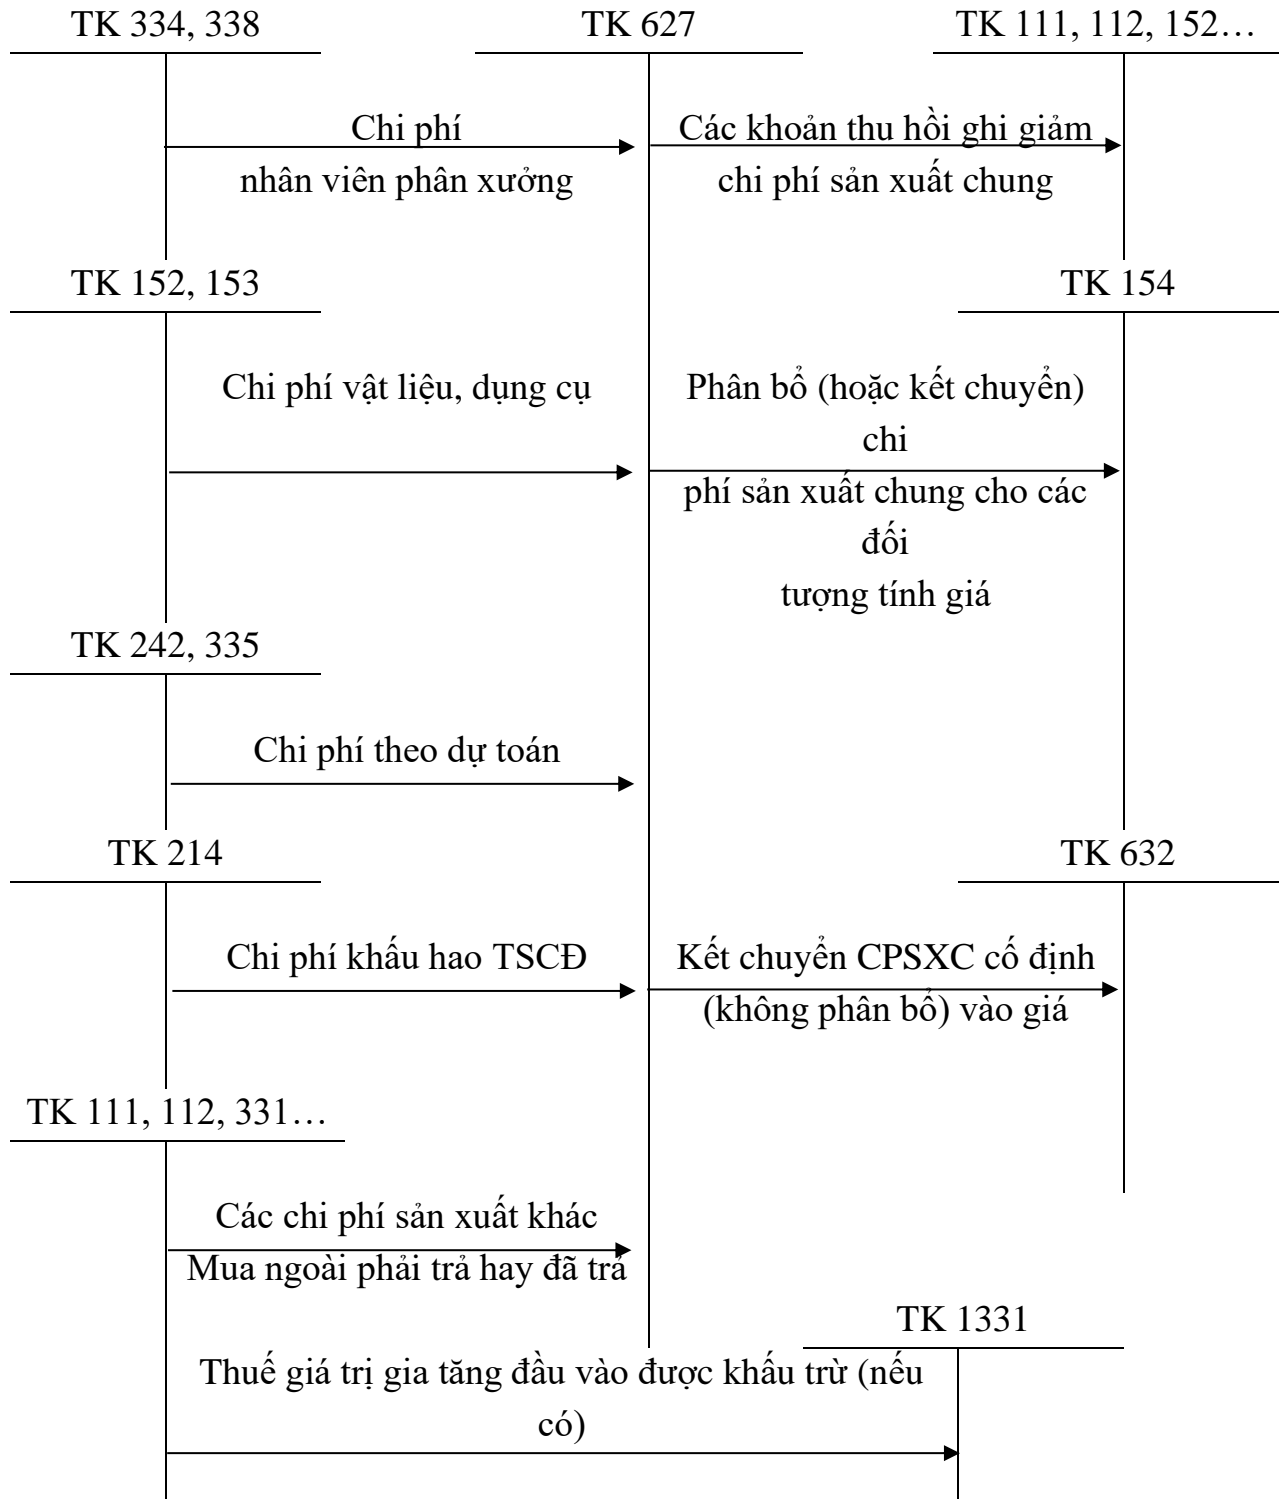 TK 334, 338
TK 627
TK 111, 112, 152…
Chi phí
nhân viên phân xưởng
Các khoản thu hồi ghi giảm
chi phí sản xuất chung
TK 152, 153
TK 154
Chi phí vật liệu, dụng cụ
Phân bổ (hoặc kết chuyển)
chi
phí sản xuất chung cho các
đối
tượng tính giá
TK 242, 335
Chi phí theo dự toán
TK 214
TK 632
Chi phí khấu hao TSCĐ
Kết chuyển CPSXC cố định
(không phân bổ) vào giá
TK 111, 112, 331…
Các chi phí sản xuất khác
Mua ngoài phải trả hay đã trả
TK 1331
Thuế giá trị gia tăng đầu vào được khấu trừ (nếu
có)